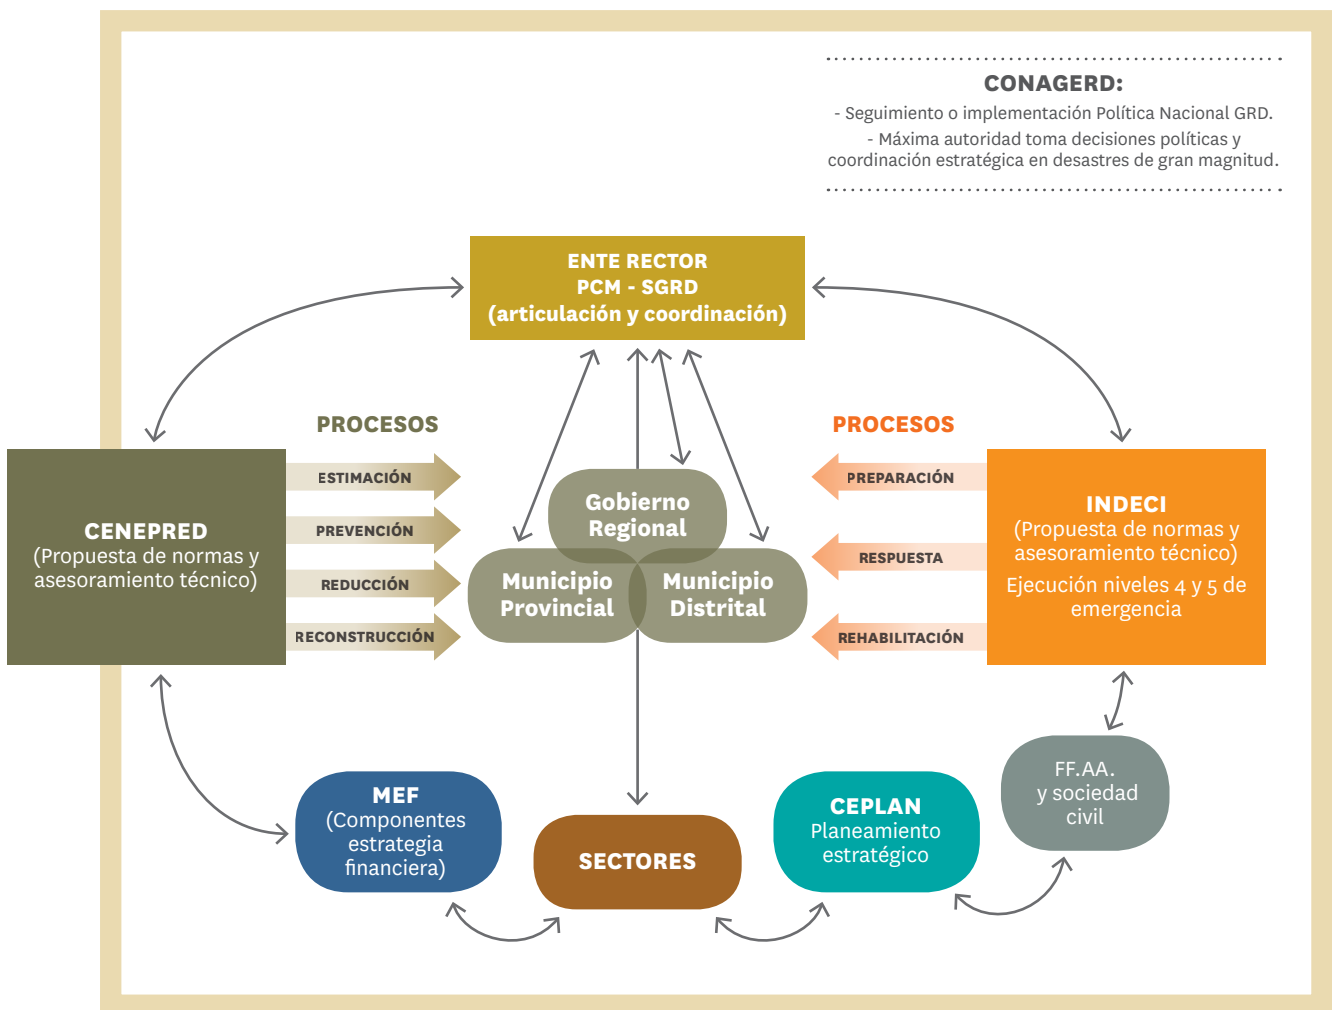 CONAGERD:
- Seguimiento o implementación Política Nacional GRD.
- Máxima autoridad toma decisiones políticas y
coordinación estratégica en desastres de gran magnitud.
ENTE RECTOR
PCM - SGRD
(articulación y coordinación)
PROCESOS
ESTIMACIÓN
PREVENCIÓN
REDUCCIÓN
RECONSTRUCCIÓN
CENEPRED
(Propuesta de normas y
asesoramiento técnico)
Gobierno
Regional
Municipio
Provincial
Municipio
Distrital
PROCESOS
PREPARACIÓN
RESPUESTA
REHABILITACIÓN
INDECI
(Propuesta de normas y
asesoramiento técnico)
Ejecución niveles 4 y 5 de
emergencia
MEF
(Componentes
estrategia
financiera)
SECTORES
CEPLAN
Planeamiento
estratégico
FF.AA.
y sociedad
civil